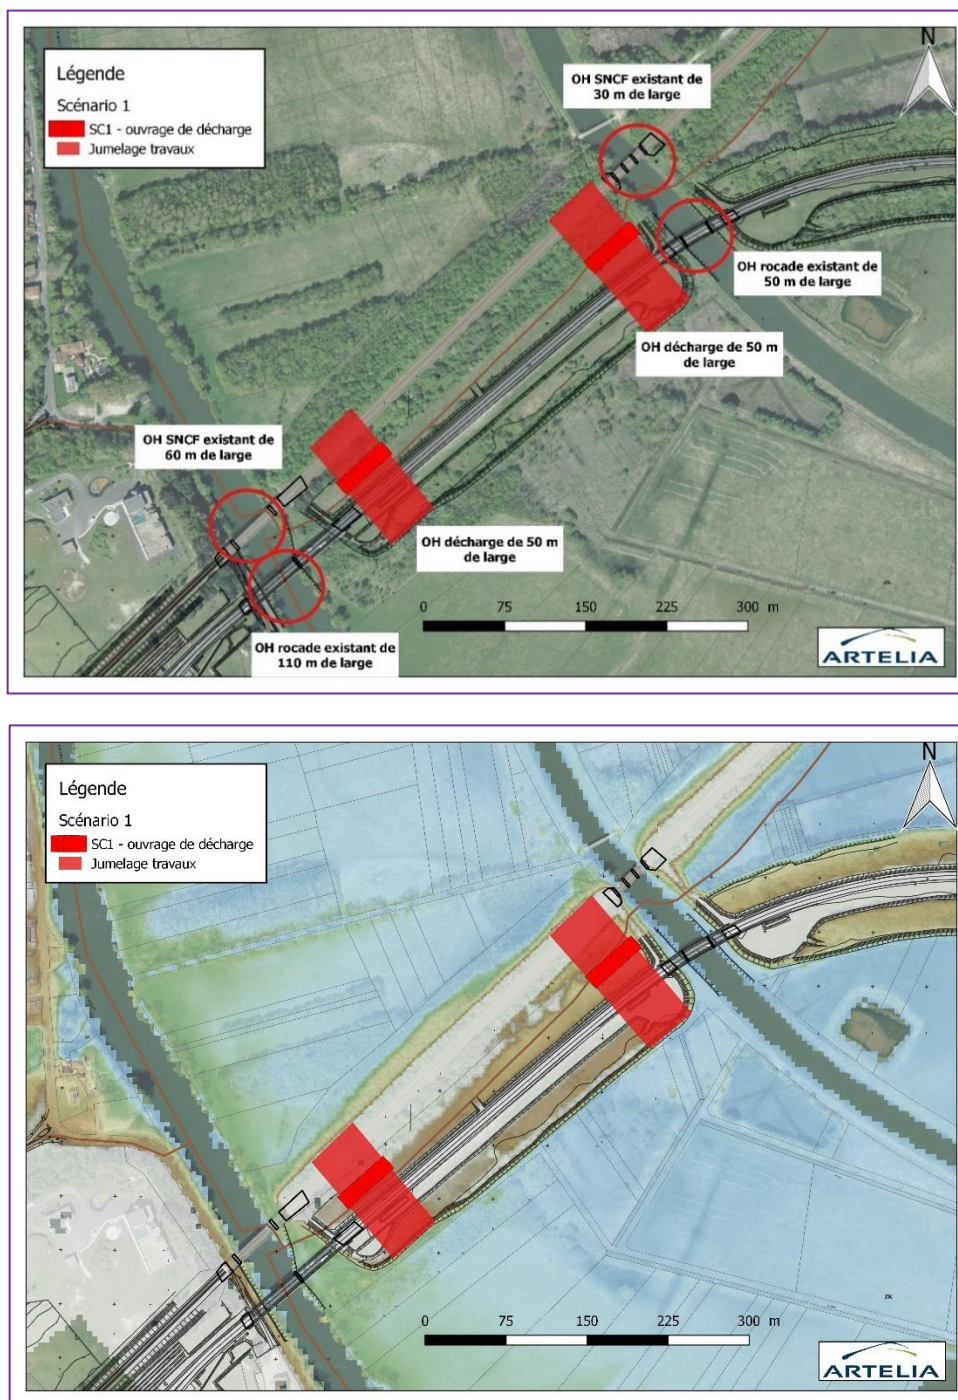 N
Légende
Scénario 1
SC1 - ouvrage de décharge
Jumelage travaux
OH SNCF existant de
30 m de large
OH rocade existant de
50 m de large
OH décharge de 50 m
de large
OH SNCF existant de
60 m de large
OH décharge de 50 m
de large
OH rocade existant de
110 m de large
0 75 150 225 300 m
ARTELIA
N
Légende
Scénario 1
SC1 - ouvrage de décharge
Jumelage travaux
0 75 150 225 300 m
ARTELIA